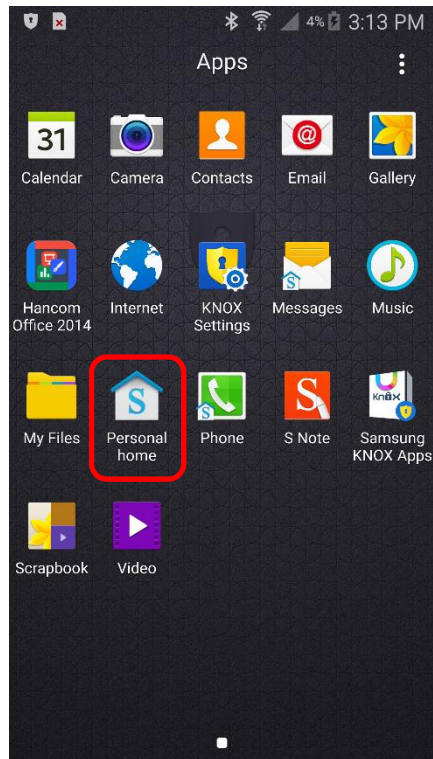 4% 3:13 PM
Apps
31
Calendar Camera Contacts Email Gallery
Hancom Office 2014 Internet KNOX Settings Messages Music
S
S
S
S
Knox
My Files Personal home Phone S Note Samsung KNOX Apps
Scrapbook Video